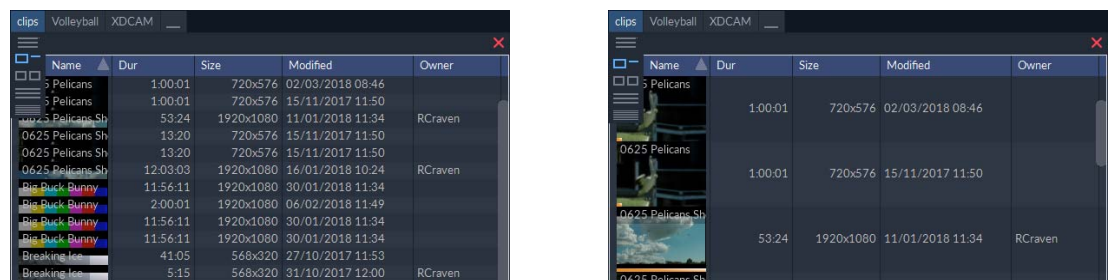 clips Volleyball XDCAM __
Name Dur Size Modified Owner
5 Pelicans 1:00:01 720x576 02/03/2018 08:46
5 Pelicans 1:00:01 720x576 15/11/2017 11:50
0625 Pelicans Sh 53:24 1920x1080 11/01/2018 11:34 RCraven
0625 Pelicans Sh 13:20 720x576 15/11/2017 11:50
0625 Pelicans Sh 13:20 720x576 15/11/2017 11:50
0625 Pelicans Sh 12:03:03 1920x1080 16/01/2018 10:24 RCraven
Big Buck Bunny 11:56:11 1920x1080 30/01/2018 11:34
Big Buck Bunny 2:00:01 1920x1080 06/02/2018 11:49
Big Buck Bunny 11:56:11 1920x1080 30/01/2018 11:34
Big Buck Bunny 11:56:11 1920x1080 30/01/2018 11:34
Breaking Ice 41:05 568x320 27/10/2017 11:53
Breaking Ice 5:15 568x320 31/10/2017 12:00 RCraven
clips Volleyball XDCAM __
Name Dur Size Modified Owner
5 Pelicans
1:00:01 720x576 02/03/2018 08:46
0625 Pelicans
1:00:01 720x576 15/11/2017 11:50
0625 Pelicans Sh
53:24 1920x1080 11/01/2018 11:34 RCraven
0625 Pelicans Sh